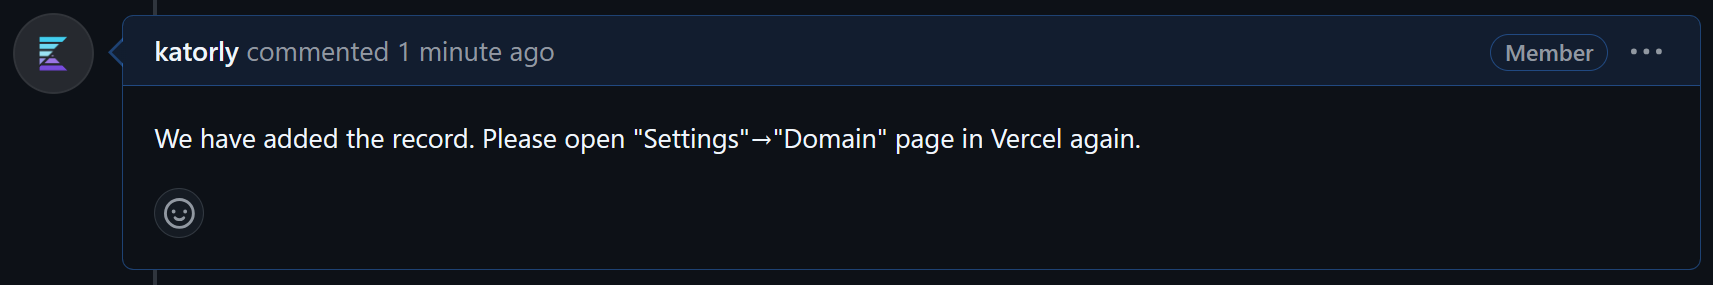 katorly commented 1 minute ago Member
We have added the record. Please open "Settings"→"Domain" page in Vercel again.